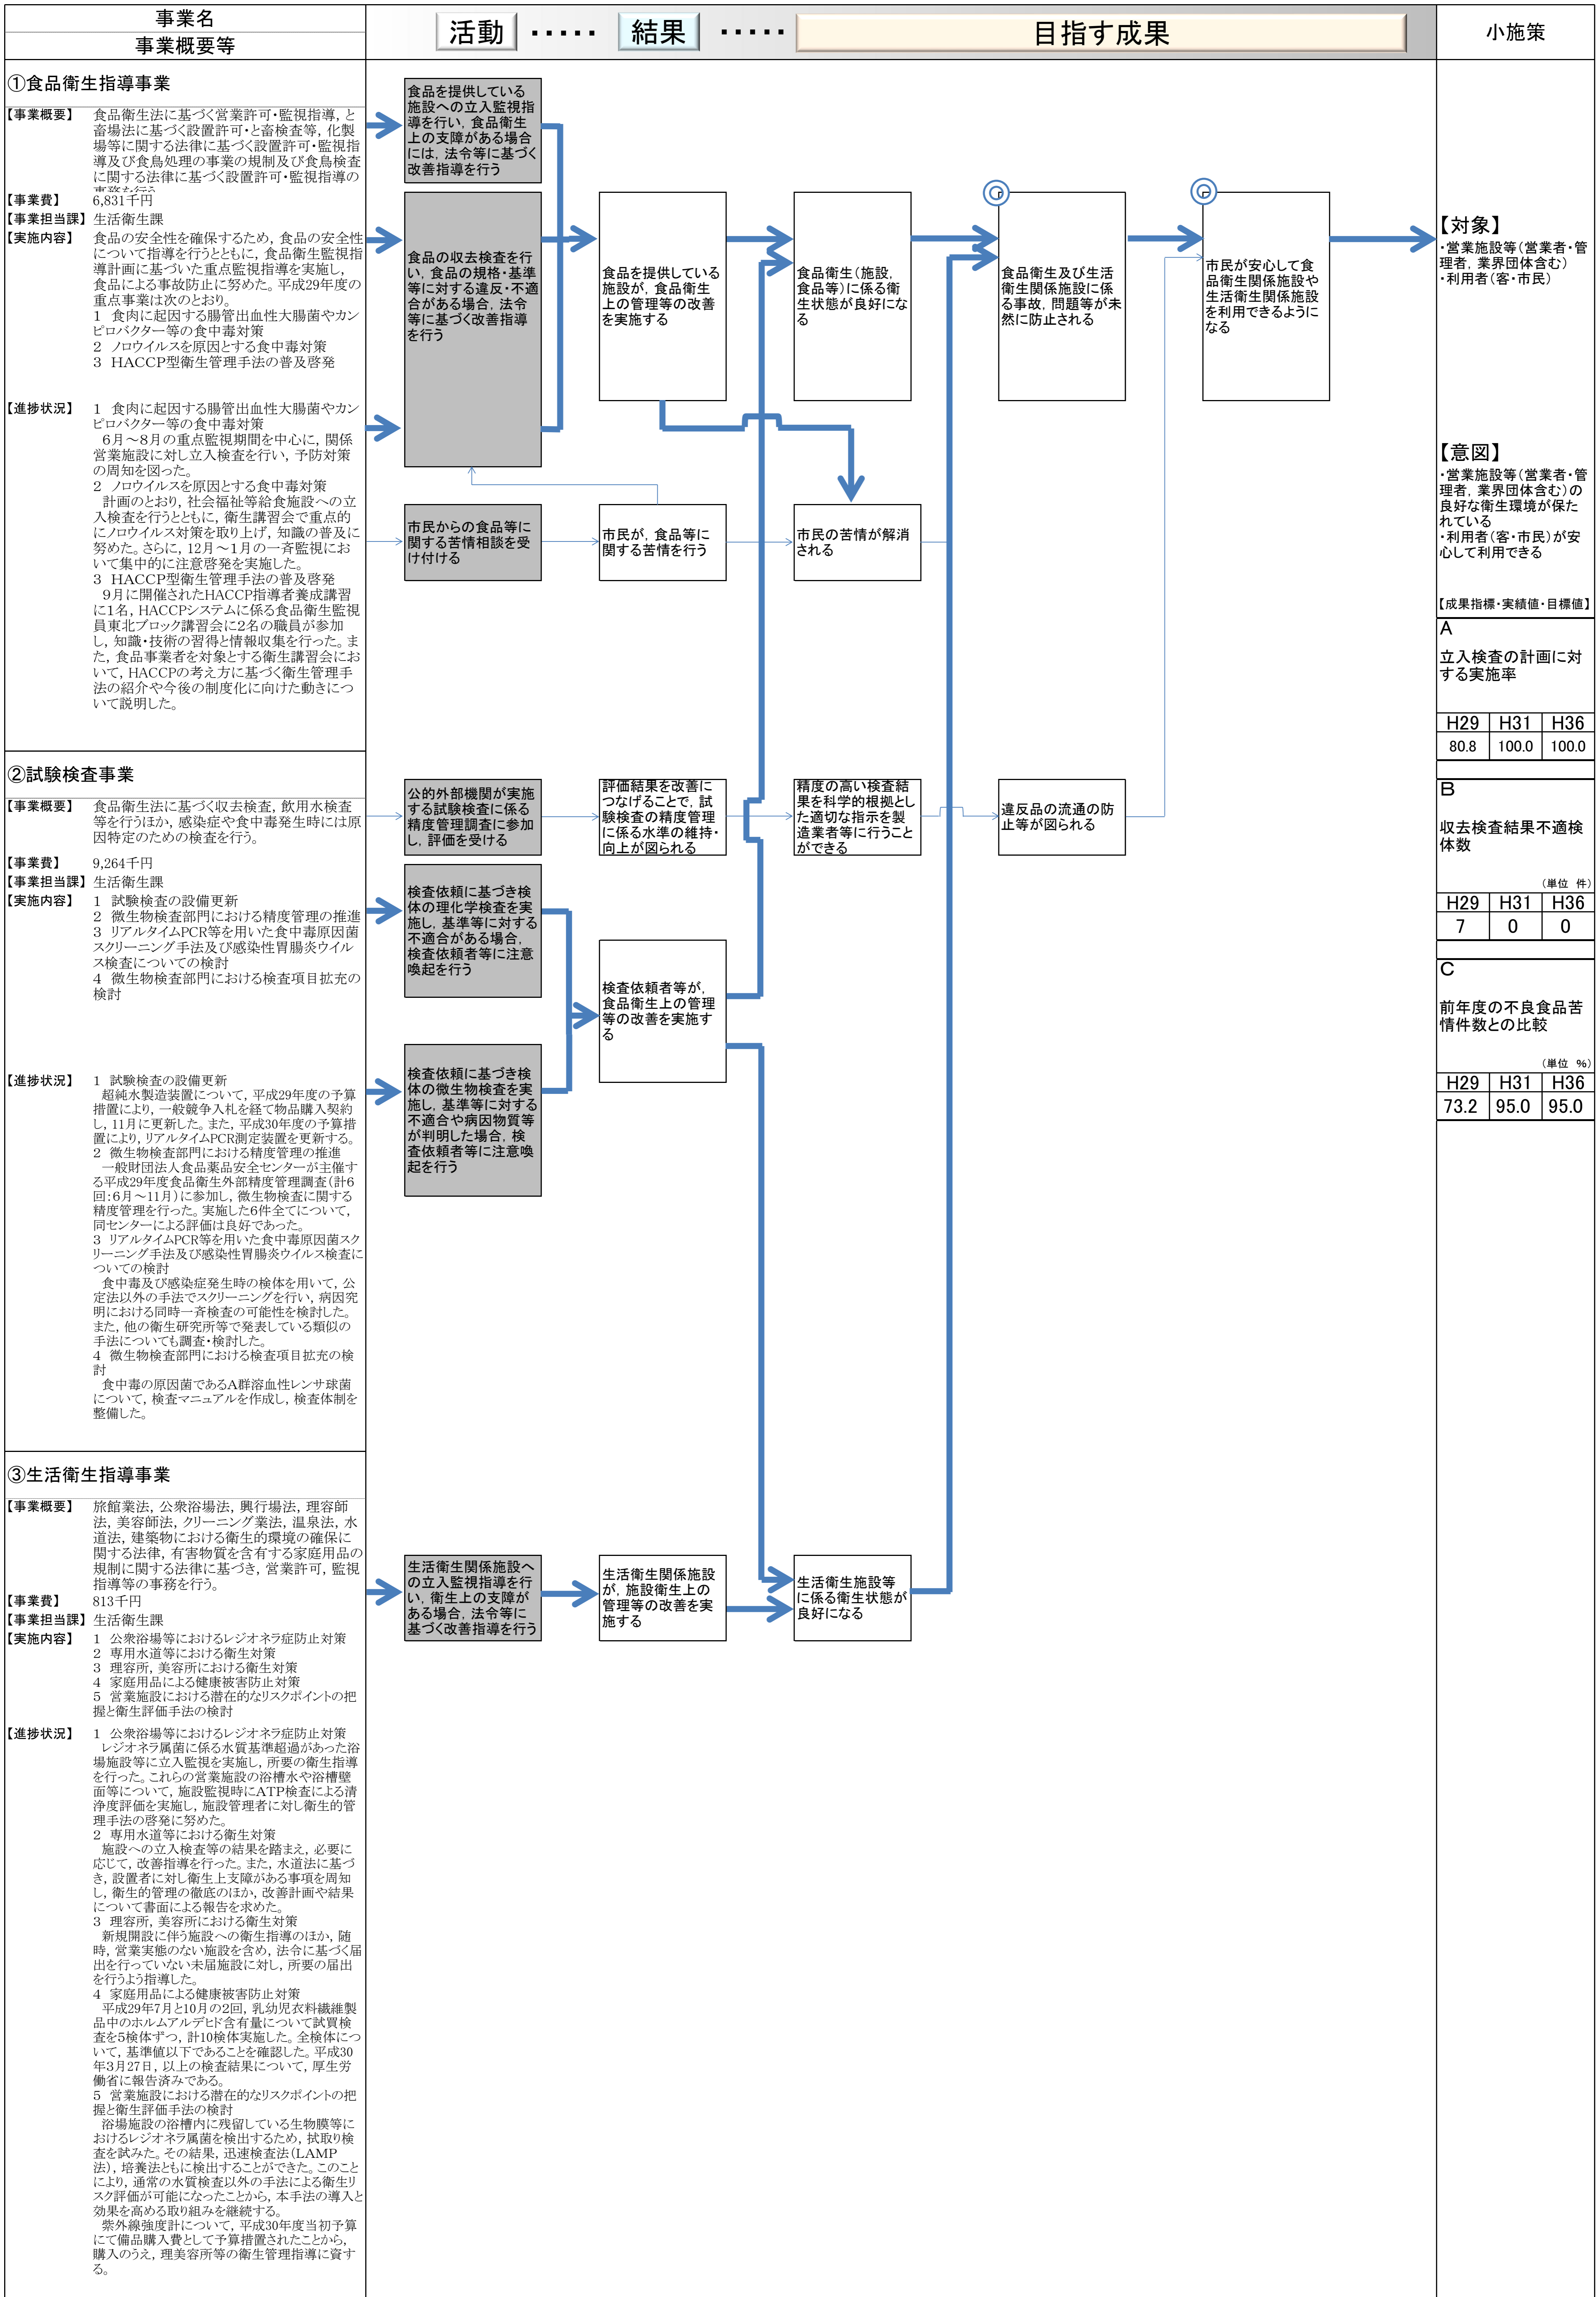 事業名
事業概要等
活動 ・・・・・ 結果 ・・・・・ 目指す成果
小施策
①食品衛生指導事業
【事業概要】 食品衛生法に基づく営業許可・監視指導，と
畜場法に基づく設置許可・と畜検査等，化製
場等に関する法律に基づく設置許可・監視指
導及び食鳥処理の事業の規制及び食鳥検査
に関する法律に基づく設置許可・監視指導の
【事業費】 6,831千円
【事業担当課】 生活衛生課
【実施内容】 食品の安全性を確保するため，食品の安全性
について指導を行うとともに，食品衛生監視指
導計画に基づいた重点監視指導を実施し，
食品による事故防止に努めた。平成29年度の
重点事業は次のとおり。
1 食肉に起因する腸管出血性大腸菌やカン
ピロバクター等の食中毒対策
2 ノロウイルスを原因とする食中毒対策
3 HACCP型衛生管理手法の普及啓発
【進捗状況】 1 食肉に起因する腸管出血性大腸菌やカン
ピロバクター等の食中毒対策
6月～8月の重点監視期間を中心に，関係
営業施設に対し立入検査を行い，予防対策
の周知を図った。
2 ノロウイルスを原因とする食中毒対策
計画のとおり，社会福祉等給食施設への立
入検査を行うとともに，衛生講習会で重点的
にノロウイルス対策を取り上げ，知識の普及に
努めた。さらに，12月～1月の一斉監視にお
いて集中的に注意啓発を実施した。
3 HACCP型衛生管理手法の普及啓発
9月に開催されたHACCP指導者養成講習
に1名，HACCPシステムに係る食品衛生監視
員東北ブロック講習会に2名の職員が参加
し，知識・技術の習得と情報収集を行った。ま
た，食品事業者を対象とする衛生講習会にお
いて，HACCPの考え方に基づく衛生管理手
法の紹介や今後の制度化に向けた動きにつ
いて説明した。
食品を提供している
施設への立入監視指
導を行い，食品衛生
上の支障がある場合
には，法令等に基づく
改善指導を行う
食品の収去検査を行
い，食品の規格・基準
等に対する違反・不適
合がある場合，法令
等に基づく改善指導
を行う
食品を提供している
施設が，食品衛生
上の管理等の改善
を実施する
食品衛生（施設，
食品等）に係る衛
生状態が良好にな
る
食品衛生及び生活
衛生関係施設に係
る事故，問題等が未
然に防止される
市民が安心して食
品衛生関係施設や
生活衛生関係施設
を利用できるように
なる
市民からの食品等に
関する苦情相談を受
け付ける
市民が，食品等に
関する苦情を行う
市民の苦情が解消
される
②試験検査事業
【事業概要】 食品衛生法に基づく収去検査，飲用水検査
等を行うほか，感染症や食中毒発生時には原
因特定のための検査を行う。
【事業費】 9,264千円
【事業担当課】 生活衛生課
【実施内容】 1 試験検査の設備更新
2 微生物検査部門における精度管理の推進
3 リアルタイムPCR等を用いた食中毒原因菌
スクリーニング手法及び感染性胃腸炎ウイル
ス検査についての検討
4 微生物検査部門における検査項目拡充の
検討
【進捗状況】 1 試験検査の設備更新
超純水製造装置について，平成29年度の予算
措置により，一般競争入札を経て物品購入契約
し，11月に更新した。また，平成30年度の予算措
置により，リアルタイムPCR測定装置を更新する。
2 微生物検査部門における精度管理の推進
一般財団法人食品薬品安全センターが主催す
る平成29年度食品衛生外部精度管理調査（計6
回：6月～11月）に参加し，微生物検査に関する
精度管理を行った。実施した6件全てについて，
同センターによる評価は良好であった。
3 リアルタイムPCR等を用いた食中毒原因菌スク
リーニング手法及び感染性胃腸炎ウイルス検査に
ついての検討
食中毒及び感染症発生時の検体を用いて，公
定法以外の手法でスクリーニングを行い，病因究
明における同時一斉検査の可能性を検討した。
また，他の衛生研究所等で発表している類似の
手法についても調査・検討した。
4 微生物検査部門における検査項目拡充の検
討
食中毒の原因菌であるA群溶血性レンサ球菌
について，検査マニュアルを作成し，検査体制を
整備した。
公的外部機関が実施
する試験検査に係る
精度管理調査に参加
し，評価を受ける
評価結果を改善に
つなげることで，試
験検査の精度管理
に係る水準の維持・
向上が図られる
精度の高い検査結
果を科学的根拠とし
た適切な指示を製
造業者等に行うこと
ができる
違反品の流通の防
止等が図られる
検査依頼に基づき検
体の理化学検査を実
施し，基準等に対する
不適合がある場合，
検査依頼者等に注意
喚起を行う
検査依頼者等が，
食品衛生上の管理
等の改善を実施す
る
検査依頼に基づき検
体の微生物検査を実
施し，基準等に対する
不適合や病因物質等
が判明した場合，検
査依頼者等に注意喚
起を行う
③生活衛生指導事業
【事業概要】 旅館業法，公衆浴場法，興行場法，理容師
法，美容師法，クリーニング業法，温泉法，水
道法，建築物における衛生的環境の確保に
関する法律，有害物質を含有する家庭用品の
規制に関する法律に基づき，営業許可，監視
指導等の事務を行う。
【事業費】 813千円
【事業担当課】 生活衛生課
【実施内容】 1 公衆浴場等におけるレジオネラ症防止対策
2 専用水道等における衛生対策
3 理容所，美容所における衛生対策
4 家庭用品による健康被害防止対策
5 営業施設における潜在的なリスクポイントの把
握と衛生評価手法の検討
【進捗状況】 1 公衆浴場等におけるレジオネラ症防止対策
レジオネラ属菌に係る水質基準超過があった浴
場施設等に立入監視を実施し，所要の衛生指導
を行った。これらの営業施設の浴槽水や浴槽壁
面等について，施設監視時にATP検査による清
浄度評価を実施し，施設管理者に対し衛生的管
理手法の啓発に努めた。
2 専用水道等における衛生対策
施設への立入検査等の結果を踏まえ，必要に
応じて，改善指導を行った。また，水道法に基づ
き，設置者に対し衛生上支障がある事項を周知
し，衛生的管理の徹底のほか，改善計画や結果
について書面による報告を求めた。
3 理容所，美容所における衛生対策
新規開設に伴う施設への衛生指導のほか，随
時，営業実態のない施設を含め，法令に基づく届
出を行っていない未届施設に対し，所要の届出
を行うよう指導した。
4 家庭用品による健康被害防止対策
平成29年7月と10月の2回，乳幼児衣料繊維製
品中のホルムアルデヒド含有量について試買検
査を5検体ずつ，計10検体実施した。全検体につ
いて，基準値以下であることを確認した。平成30
年3月27日，以上の検査結果について，厚生労
働省に報告済みである。
5 営業施設における潜在的なリスクポイントの把
握と衛生評価手法の検討
浴場施設の浴槽内に残留している生物膜等に
おけるレジオネラ属菌を検出するため，拭取り検
査を試みた。その結果，迅速検査法（LAMP
法），培養法ともに検出することができた。このこと
により，通常の水質検査以外の手法による衛生リ
スク評価が可能になったことから，本手法の導入と
効果を高める取り組みを継続する。
紫外線強度計について，平成30年度当初予算
にて備品購入費として予算措置されたことから，
購入のうえ，理美容所等の衛生管理指導に資す
る。
生活衛生関係施設へ
の立入監視指導を行
い，衛生上の支障が
ある場合，法令等に
基づく改善指導を行う
生活衛生関係施設
が，施設衛生上の
管理等の改善を実
施する
生活衛生施設等
に係る衛生状態が
良好になる
【対象】
・営業施設等（営業者・管
理者，業界団体含む）
・利用者（客・市民）
【意図】
・営業施設等（営業者・管
理者，業界団体含む）の
良好な衛生環境が保た
れている
・利用者（客・市民）が安
心して利用できる
【成果指標・実績値・目標値】
A
立入検査の計画に対
する実施率
H29 H31 H36
80.8 100.0 100.0
B
収去検査結果不適検
体数
（単位 件）
H29 H31 H36
7 0 0
C
前年度の不良食品苦
情件数との比較
（単位 %）
H29 H31 H36
73.2 95.0 95.0